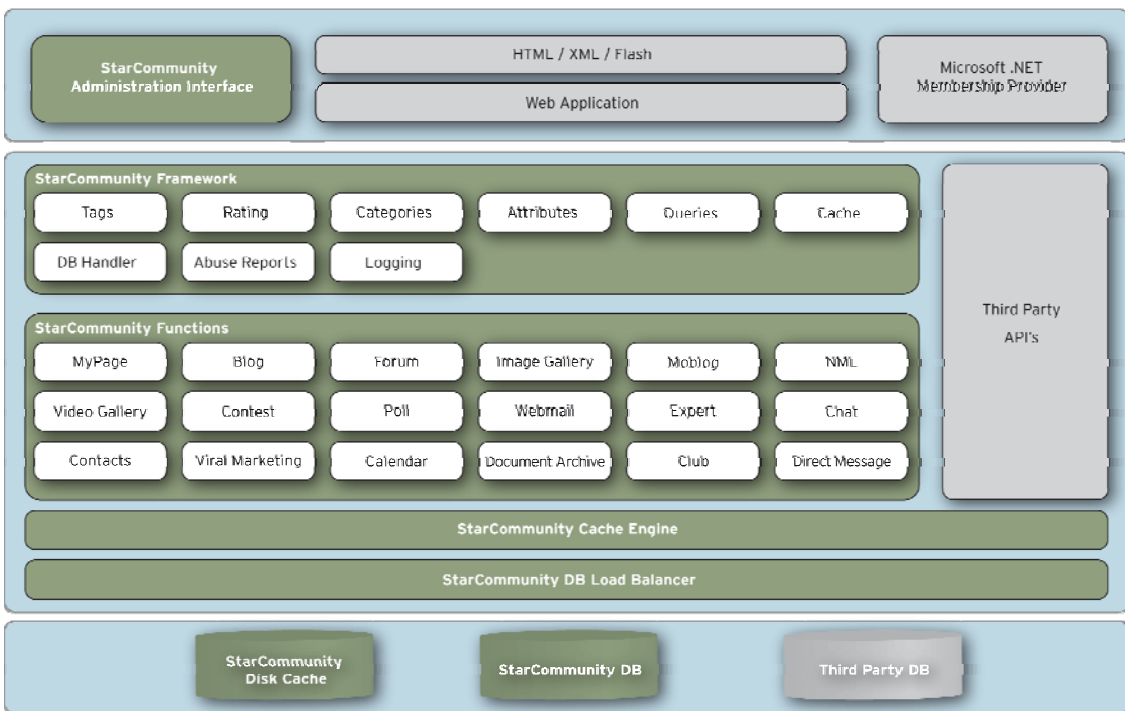 StarCommunity
Administration Interface
HTML / XML / Flash
Web Application
Microsoft .NET
Membership Provider
StarCommunity Framework
Tags
Rating
Categories
Attributes
Queries
Cache
DB Handler
Abuse Reports
Logging
Third Party
API's
StarCommunity Functions
MyPage
Blog
Forum
Image Gallery
Moblog
NML
Video Gallery
Contest
Poll
Webmail
Expert
Chat
Contacts
Viral Marketing
Calendar
Document Archive
Club
Direct Message
StarCommunity Cache Engine
StarCommunity DB Load Balancer
StarCommunity
Disk Cache
StarCommunity DB
Third Party DB